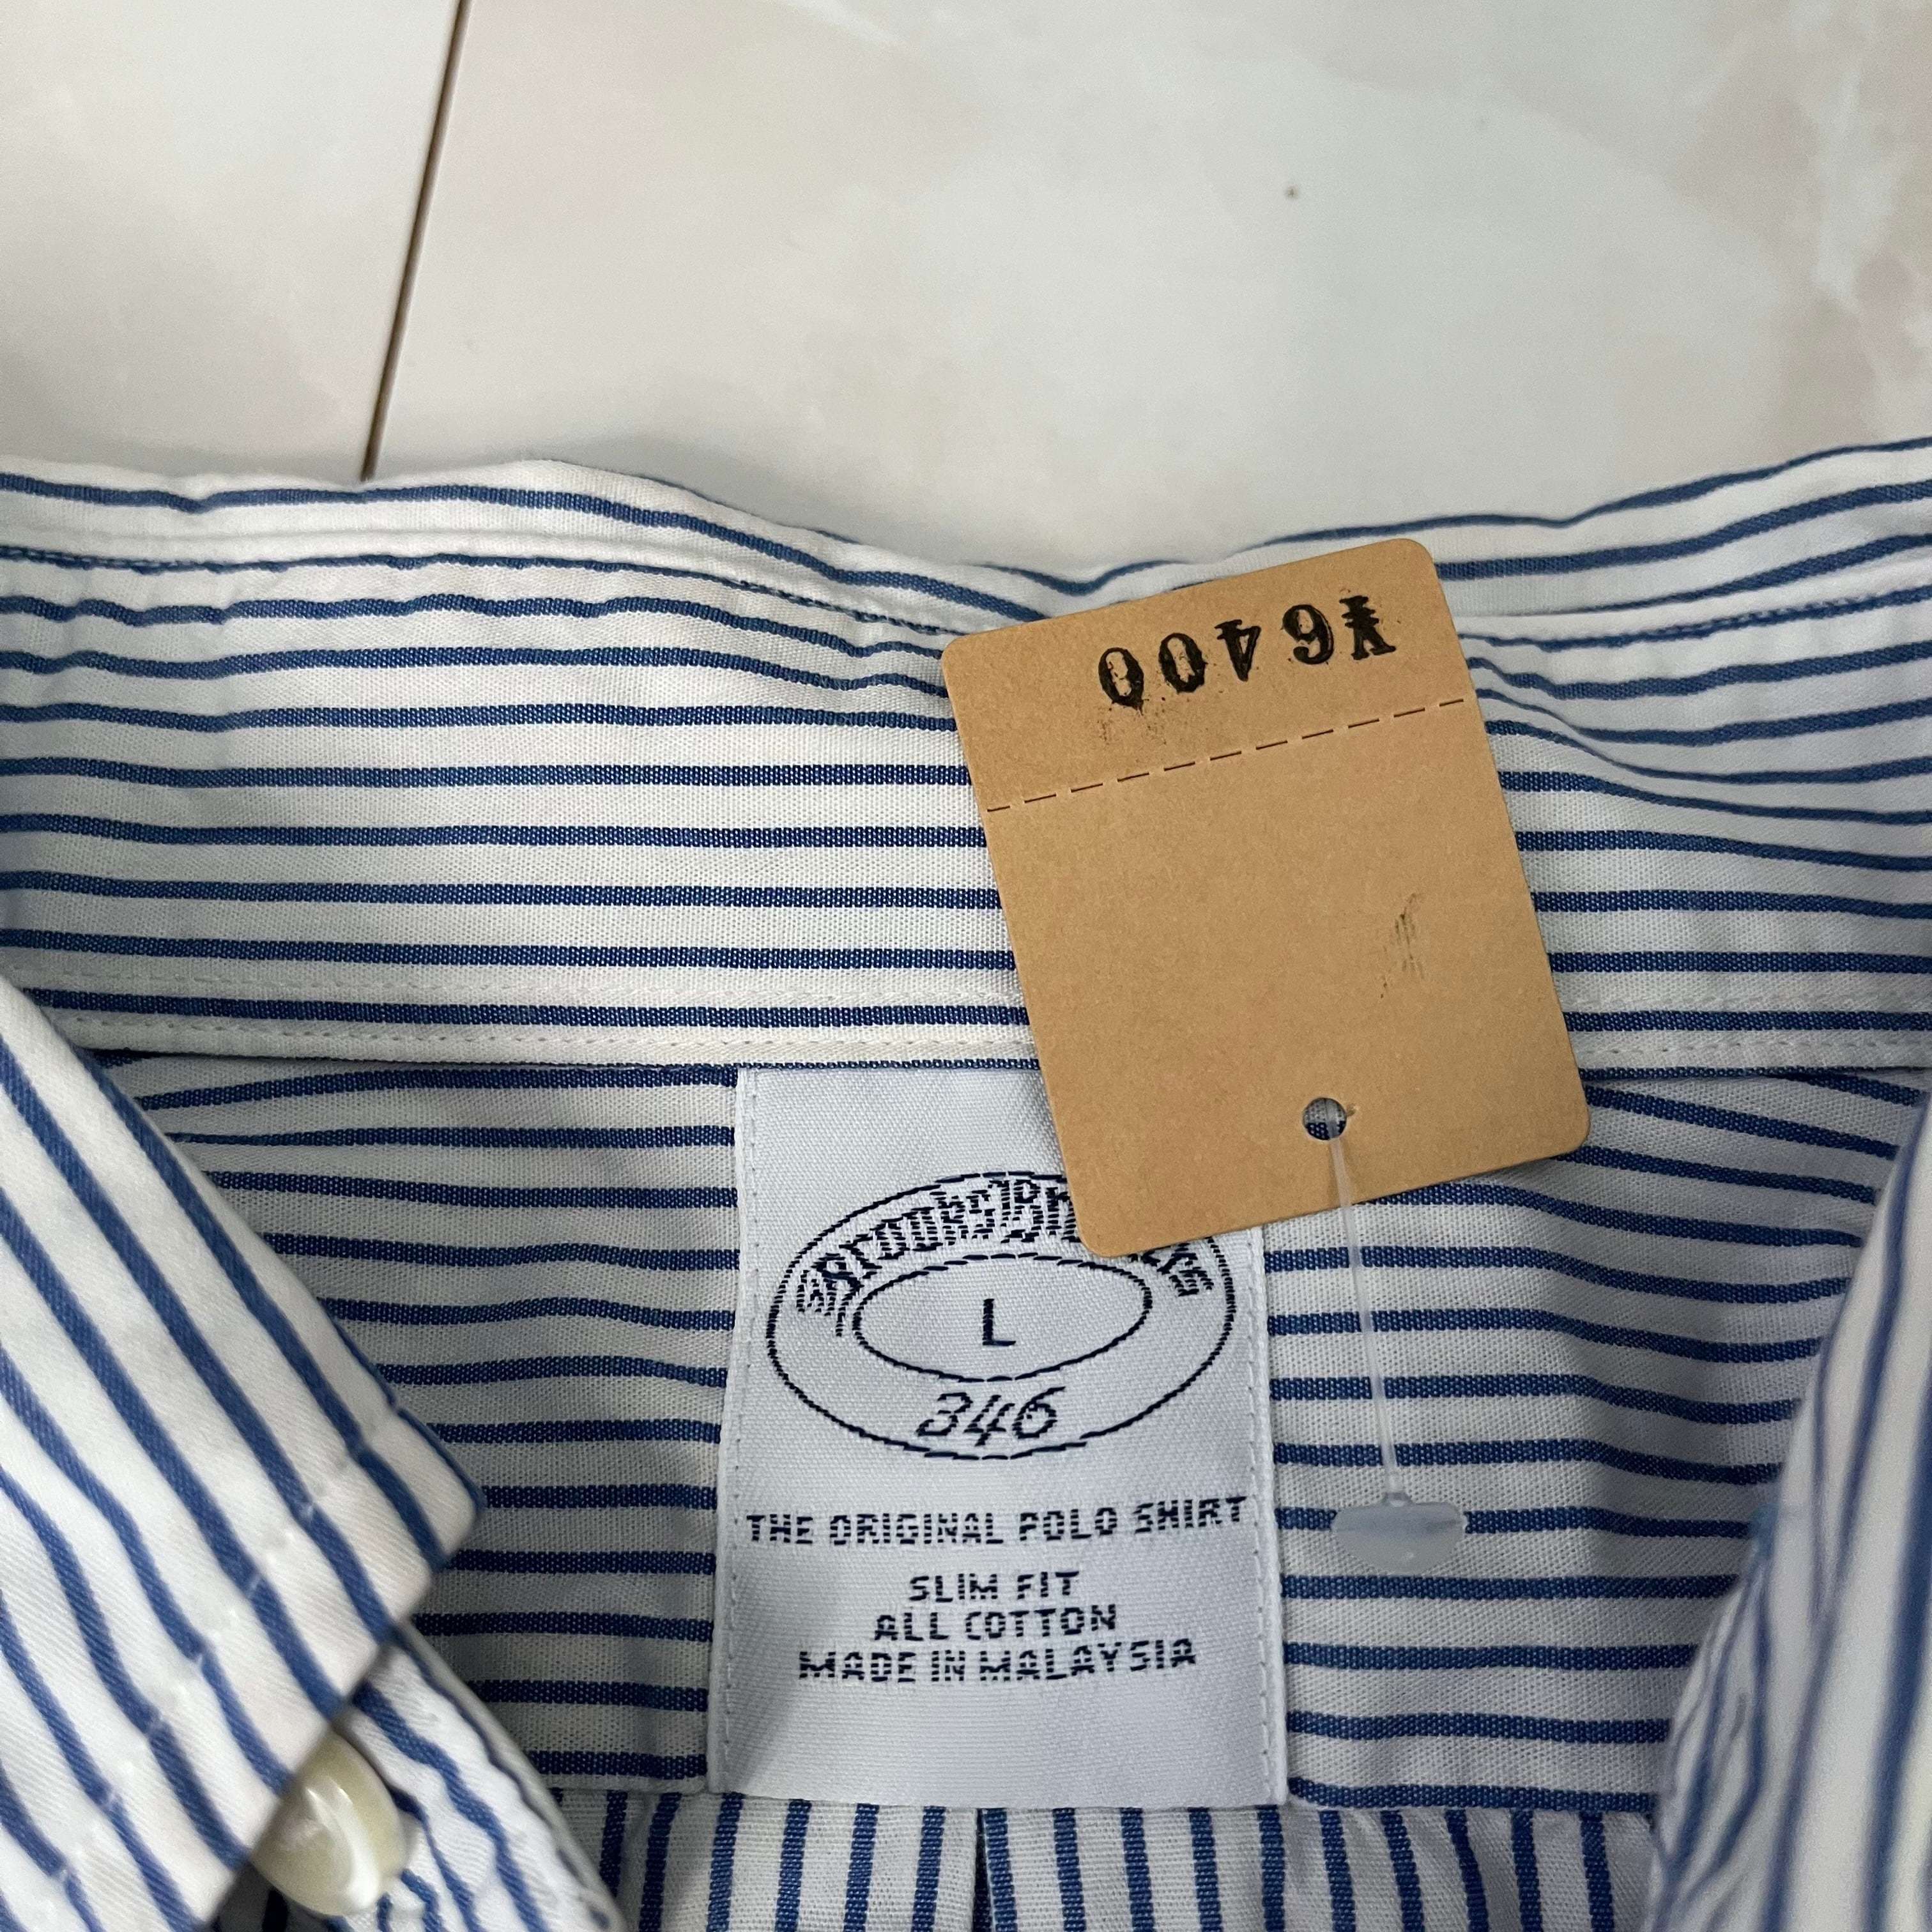 ¥6400
Brooks Brothers
L
346
THE ORIGINAL POLO SHIRT
SLIM FIT
ALL COTTON
MADE IN MALAYSIA